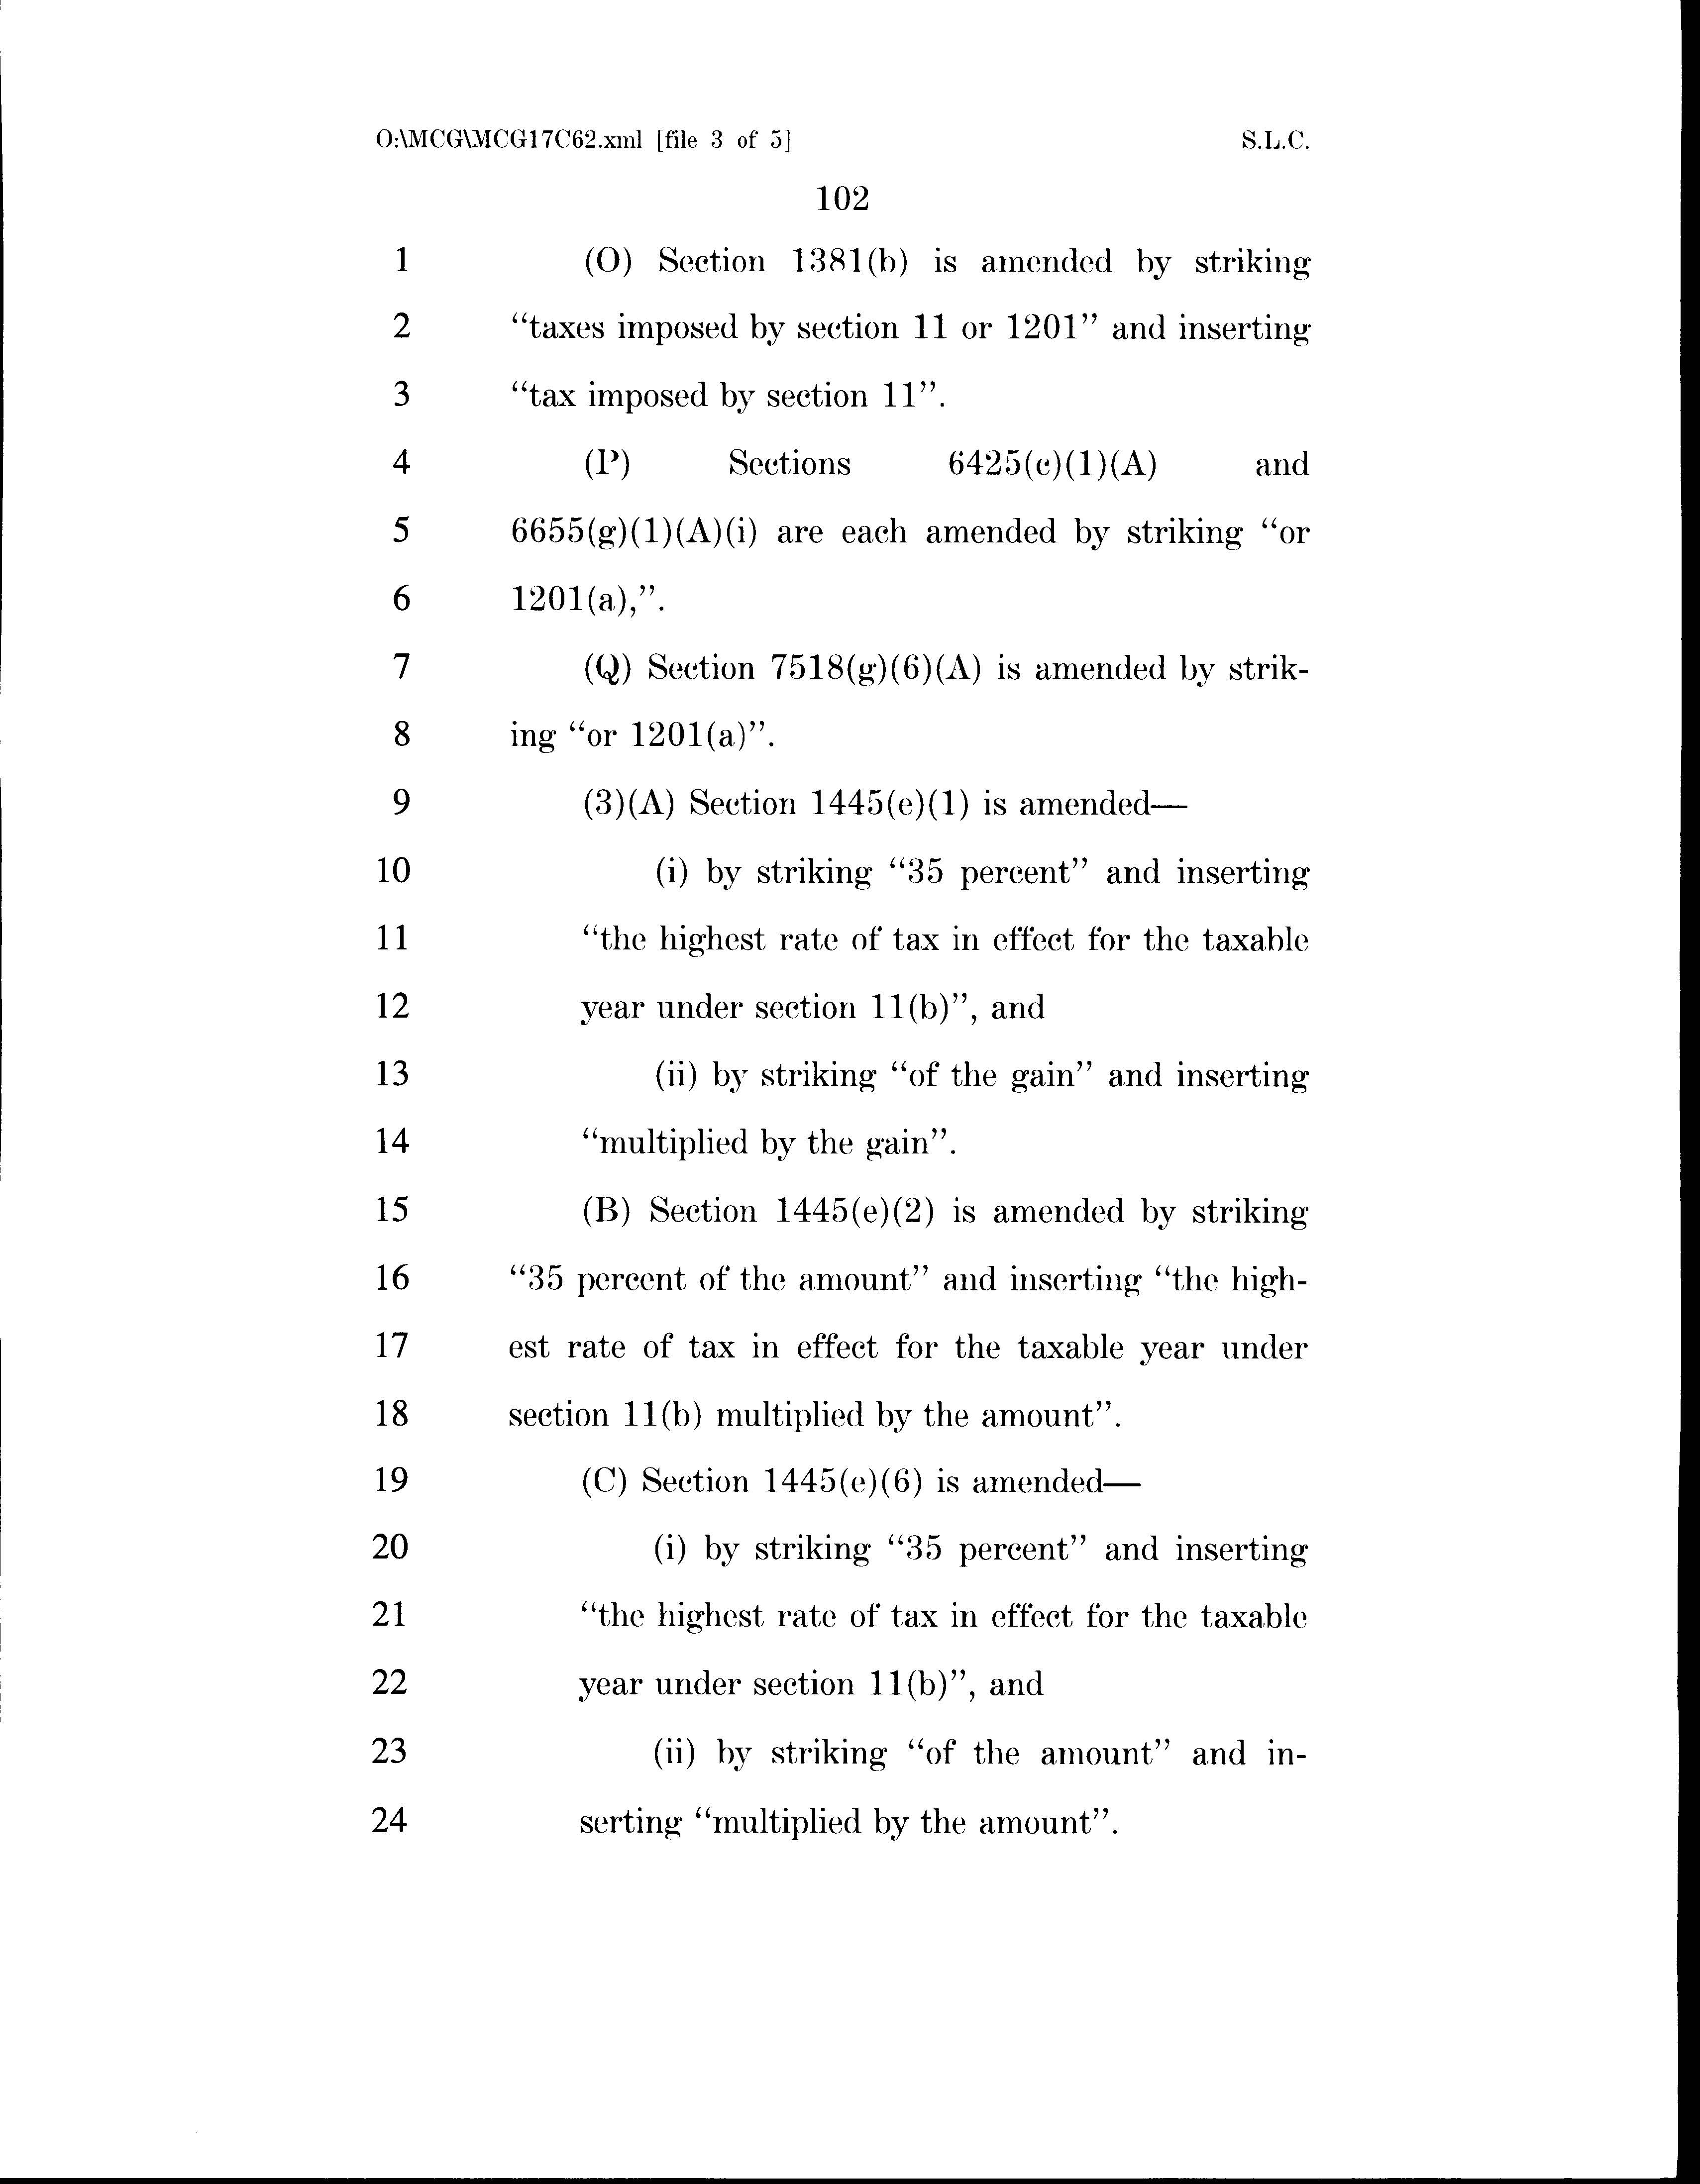 O:\MCG\MCG17C62.xml [file 3 of 5] S.L.C.
102
1 (O) Section 1381(b) is amended by striking
2 “taxes imposed by section 11 or 1201” and inserting
3 “tax imposed by section 11”.
4 (P) Sections 6425(c)(1)(A) and
5 6655(g)(1)(A)(i) are each amended by striking “or
6 1201(a),”.
7 (Q) Section 7518(g)(6)(A) is amended by strik-
8 ing “or 1201(a)”.
9 (3)(A) Section 1445(e)(1) is amended—
10 (i) by striking “35 percent” and inserting
11 “the highest rate of tax in effect for the taxable
12 year under section 11(b)”, and
13 (ii) by striking “of the gain” and inserting
14 “multiplied by the gain”.
15 (B) Section 1445(e)(2) is amended by striking
16 “35 percent of the amount” and inserting “the high-
17 est rate of tax in effect for the taxable year under
18 section 11(b) multiplied by the amount”.
19 (C) Section 1445(e)(6) is amended—
20 (i) by striking “35 percent” and inserting
21 “the highest rate of tax in effect for the taxable
22 year under section 11(b)”, and
23 (ii) by striking “of the amount” and in-
24 serting “multiplied by the amount”.